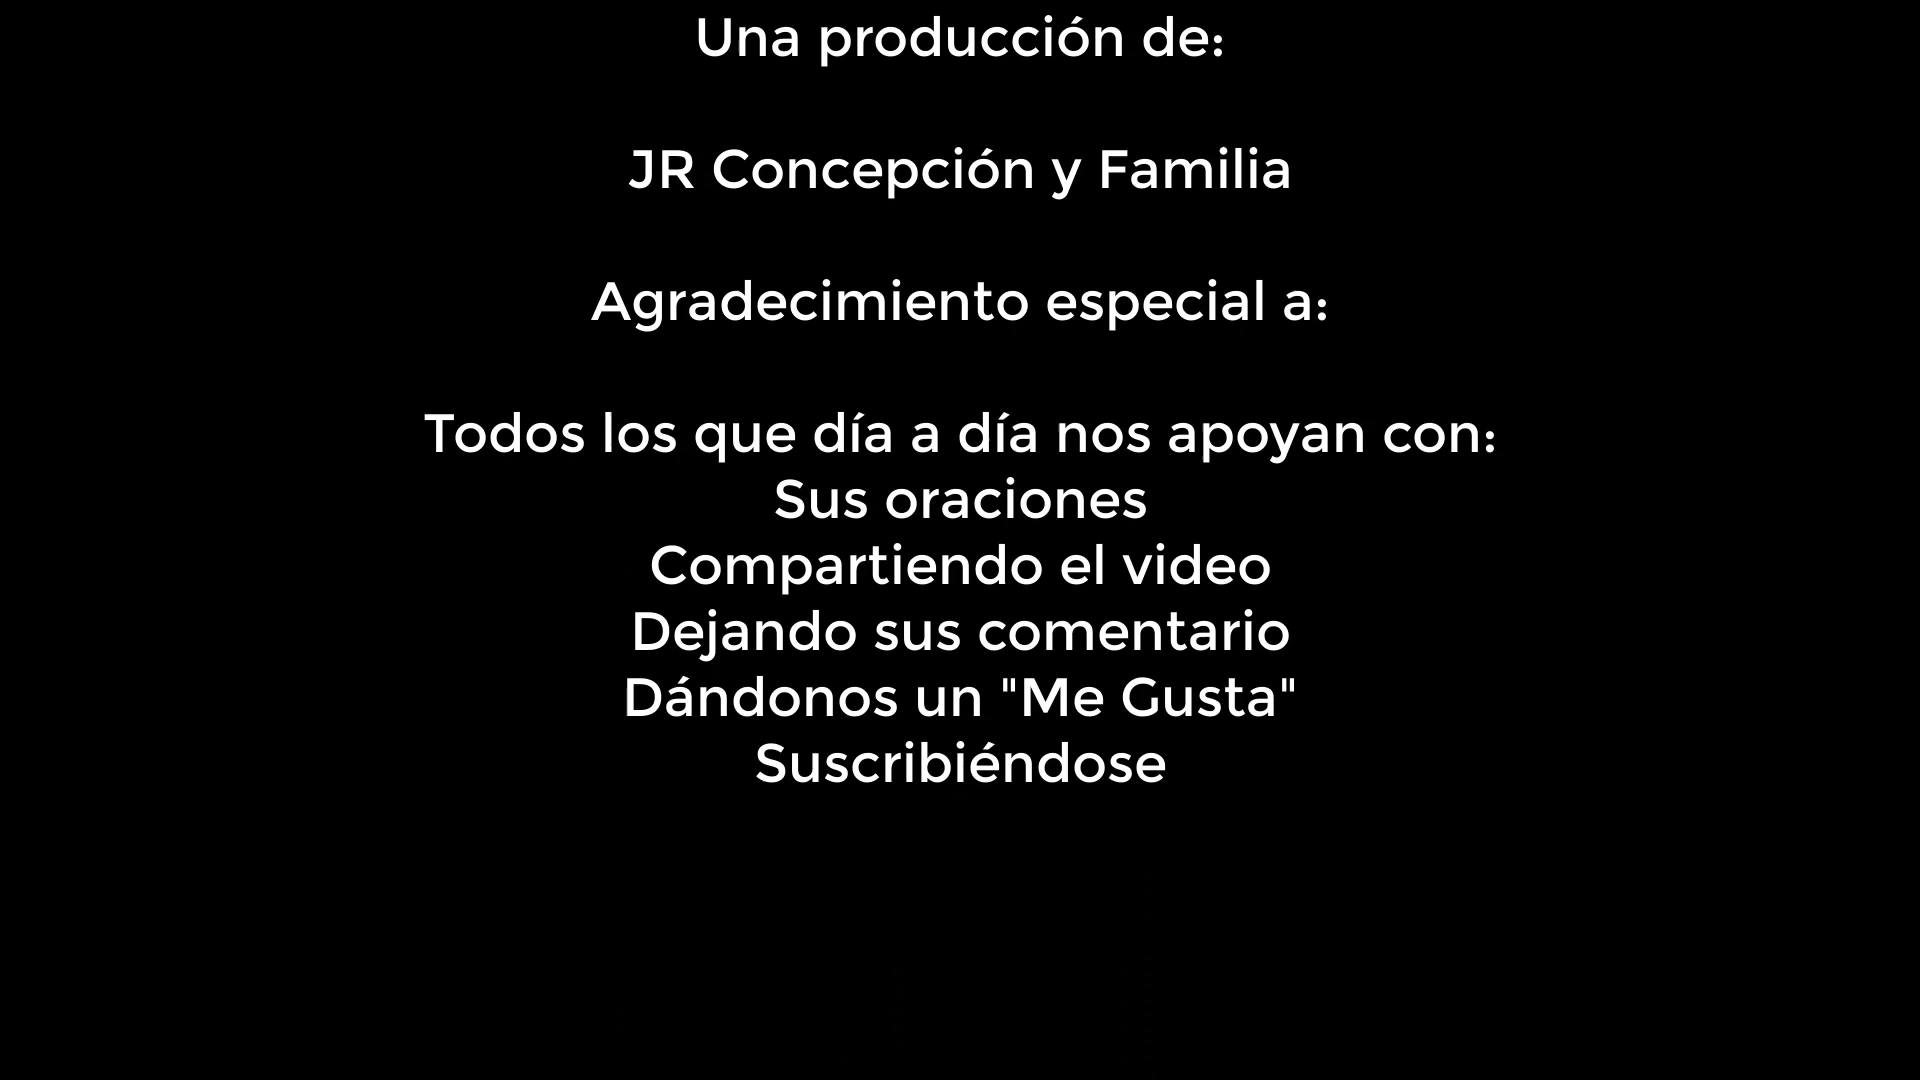 Una producción de:
JR Concepción y Familia
Agradecimiento especial a:
Todos los que día a día nos apoyan con:
Sus oraciones
Compartiendo el video
Dejando sus comentario
Dándonos un "Me Gusta"
Suscribiéndose